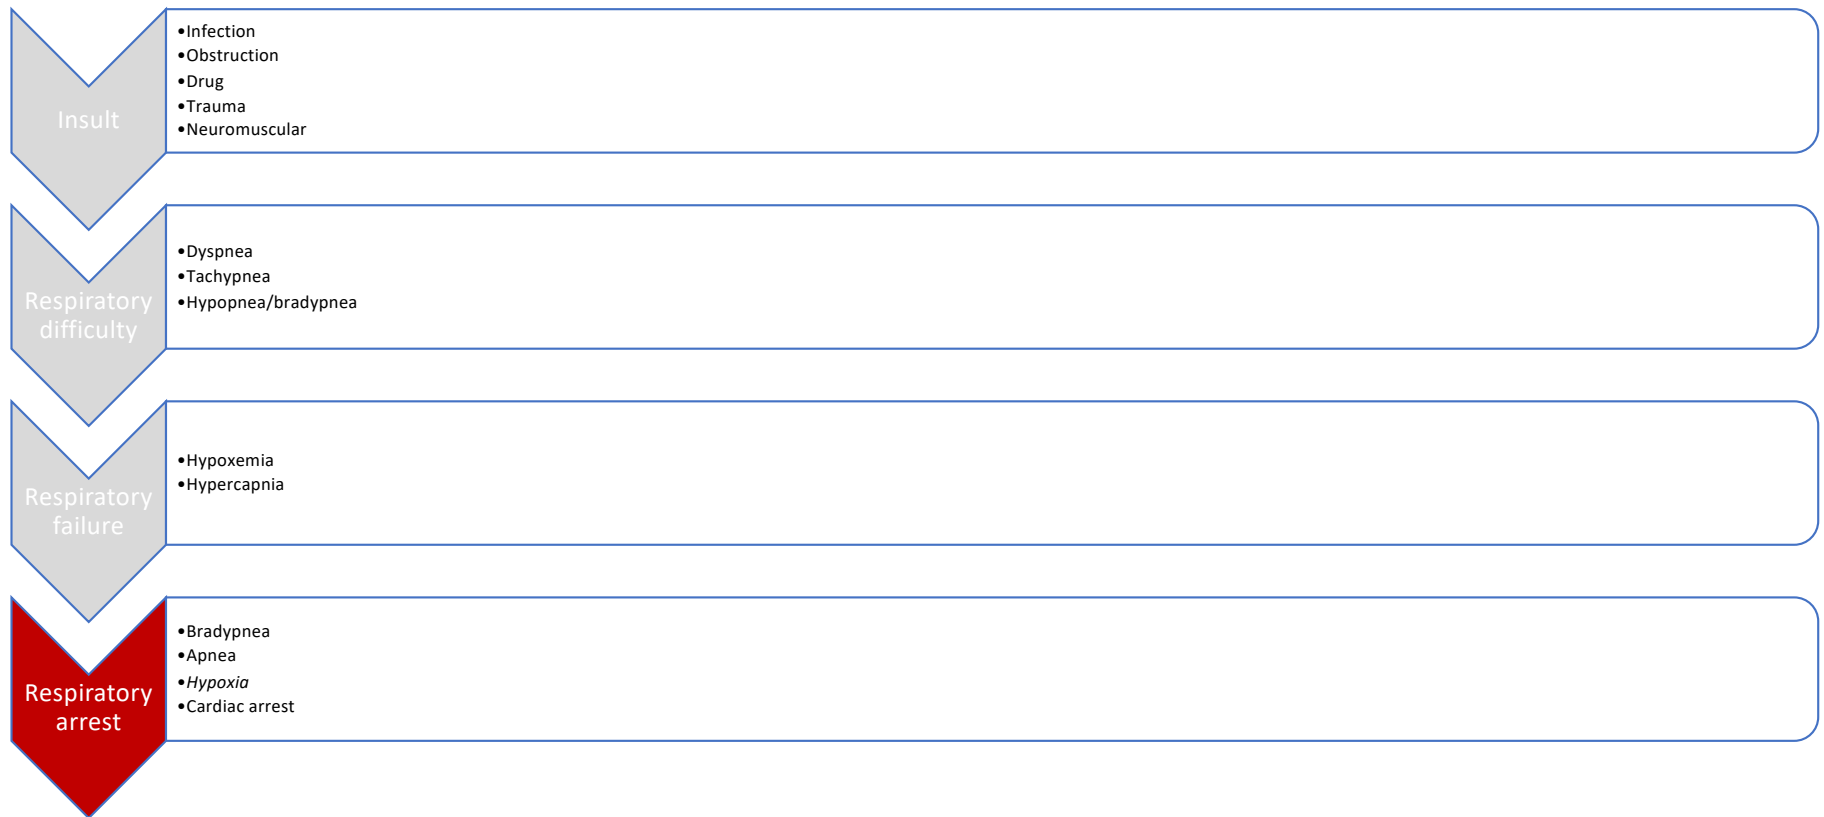 Insult
•Infection
•Obstruction
•Drug
•Trauma
•Neuromuscular
Respiratory
difficulty
•Dyspnea
•Tachypnea
•Hypopnea/bradypnea
Respiratory
failure
•Hypoxemia
•Hypercapnia
Respiratory
arrest
•Bradypnea
•Apnea
•Hypoxia
•Cardiac arrest